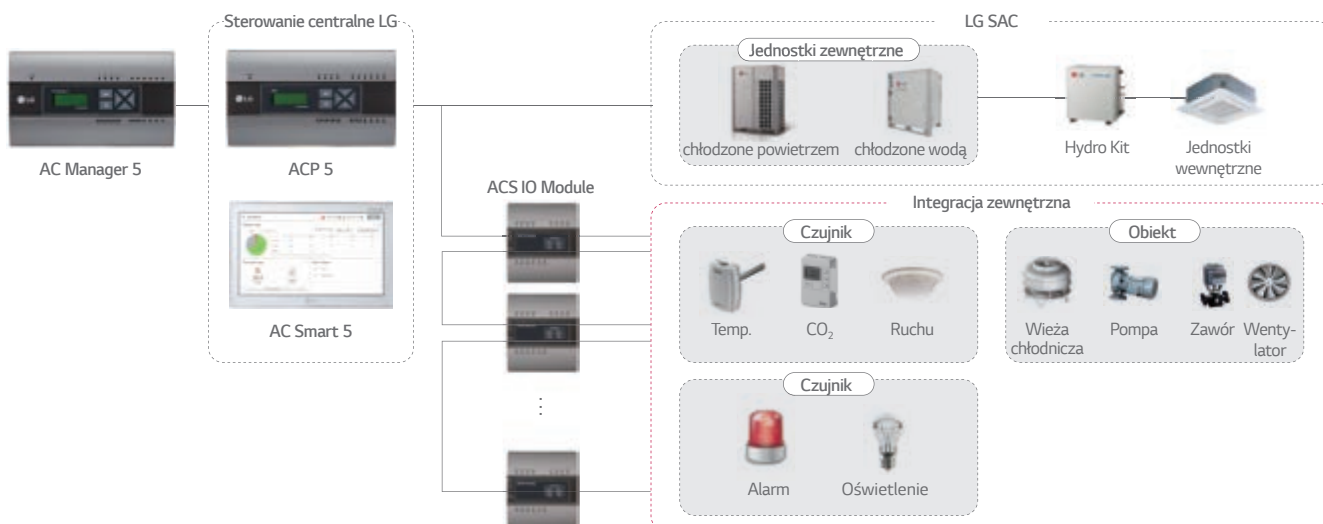 Sterowanie centralne LG
LG SAC
Jednostki zewnętrzne
AC Manager 5
ACP 5
chłodzone powietrzem
chłodzone wodą
Hydro Kit
Jednostki
wewnętrzne
AC Smart 5
ACS IO Module
Integracja zewnętrzna
Czujnik
Temp.
CO₂
Ruchu
Obiekt
Wieża
chłodnicza
Pompa
Zawór
Wenty-
lator
Czujnik
Alarm
Oświetlenie